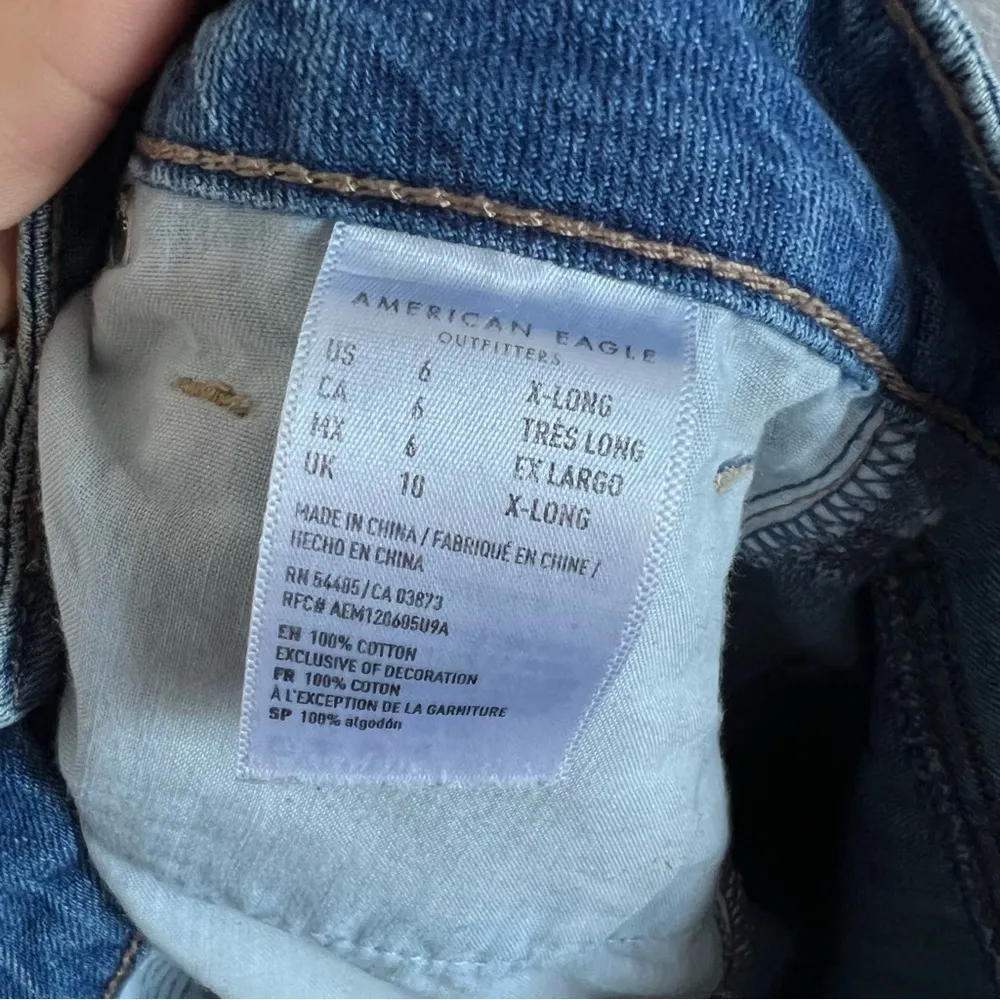 AMERICAN EAGLE
OUTFITTERS
US 6 X-LONG
CA 6 TRÈS LONG
MX 6 EX LARGO
UK 10 X-LONG
MADE IN CHINA / FABRIQUÉ EN CHINE /
HECHO EN CHINA
RN 54485/CA 03873
RFC# AEM120605U9A
EN 100% COTTON
EXCLUSIVE OF DECORATION
FR 100% COTON
À L'EXCEPTION DE LA GARNITURE
SP 100% algodón